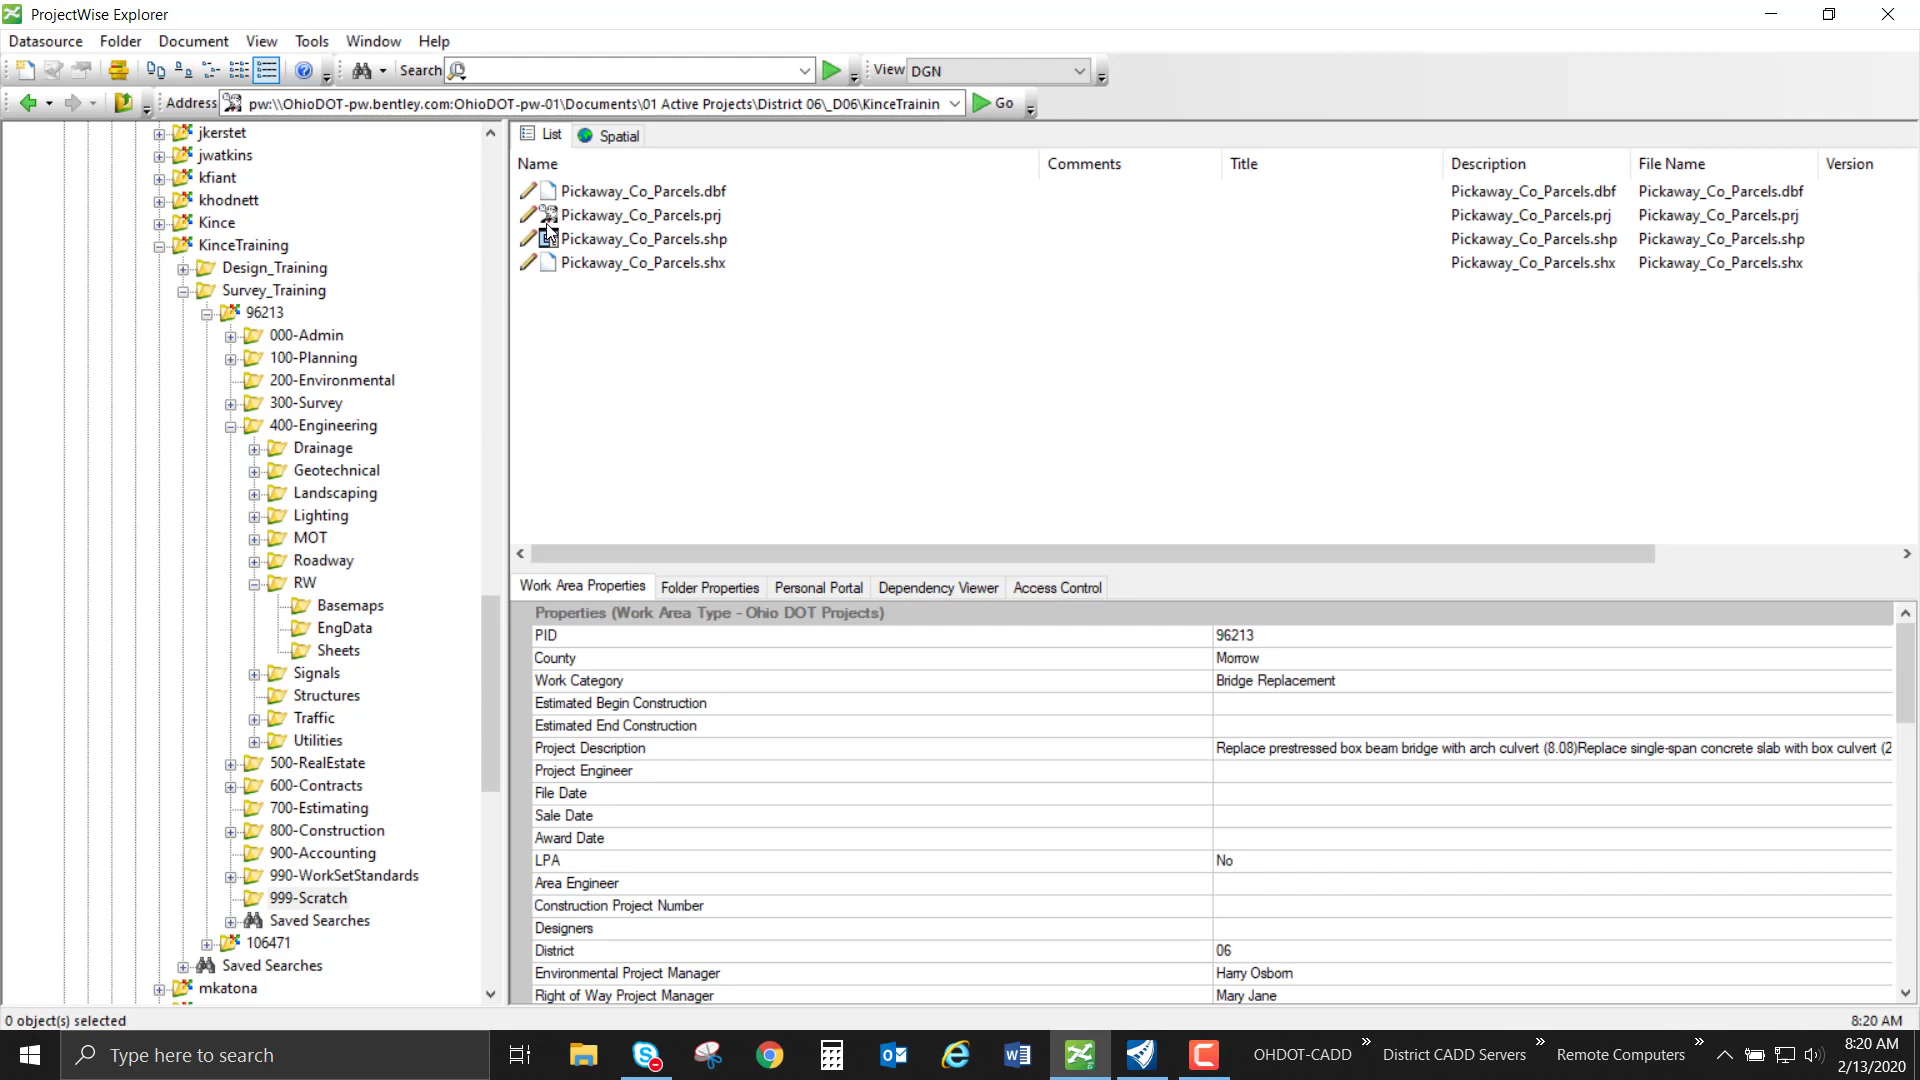 ProjectWise Explorer
Datasource Folder Document View Tools Window Help
Search View DGN
Address pw:\\OhioDOT-pw.bentley.com:OhioDOT-pw-01\Documents\01 Active Projects\District 06\_D06\KinceTrainin Go
jkerstet
jwatkins
kfiant
khodnett
Kince
KinceTraining
Design_Training
Survey_Training
96213
000-Admin
100-Planning
200-Environmental
300-Survey
400-Engineering
Drainage
Geotechnical
Landscaping
Lighting
MOT
Roadway
RW
Basemaps
EngData
Sheets
Signals
Structures
Traffic
Utilities
500-RealEstate
600-Contracts
700-Estimating
800-Construction
900-Accounting
990-WorkSetStandards
999-Scratch
Saved Searches
106471
Saved Searches
mkatona
List Spatial
Name Comments Title Description File Name Version
Pickaway_Co_Parcels.dbf Pickaway_Co_Parcels.dbf Pickaway_Co_Parcels.dbf
Pickaway_Co_Parcels.prj Pickaway_Co_Parcels.prj Pickaway_Co_Parcels.prj
Pickaway_Co_Parcels.shp Pickaway_Co_Parcels.shp Pickaway_Co_Parcels.shp
Pickaway_Co_Parcels.shx Pickaway_Co_Parcels.shx Pickaway_Co_Parcels.shx
Work Area Properties Folder Properties Personal Portal Dependency Viewer Access Control
Properties (Work Area Type - Ohio DOT Projects)
PID 96213
County Morrow
Work Category Bridge Replacement
Estimated Begin Construction
Estimated End Construction
Project Description Replace prestressed box beam bridge with arch culvert (8.08)Replace single-span concrete slab with box culvert (2
Project Engineer
File Date
Sale Date
Award Date
LPA No
Area Engineer
Construction Project Number
Designers
District 06
Environmental Project Manager Harry Osborn
Right of Way Project Manager Mary Jane
0 object(s) selected 8:20 AM
Type here to search OHDOT-CADD District CADD Servers Remote Computers 8:20 AM
2/13/2020